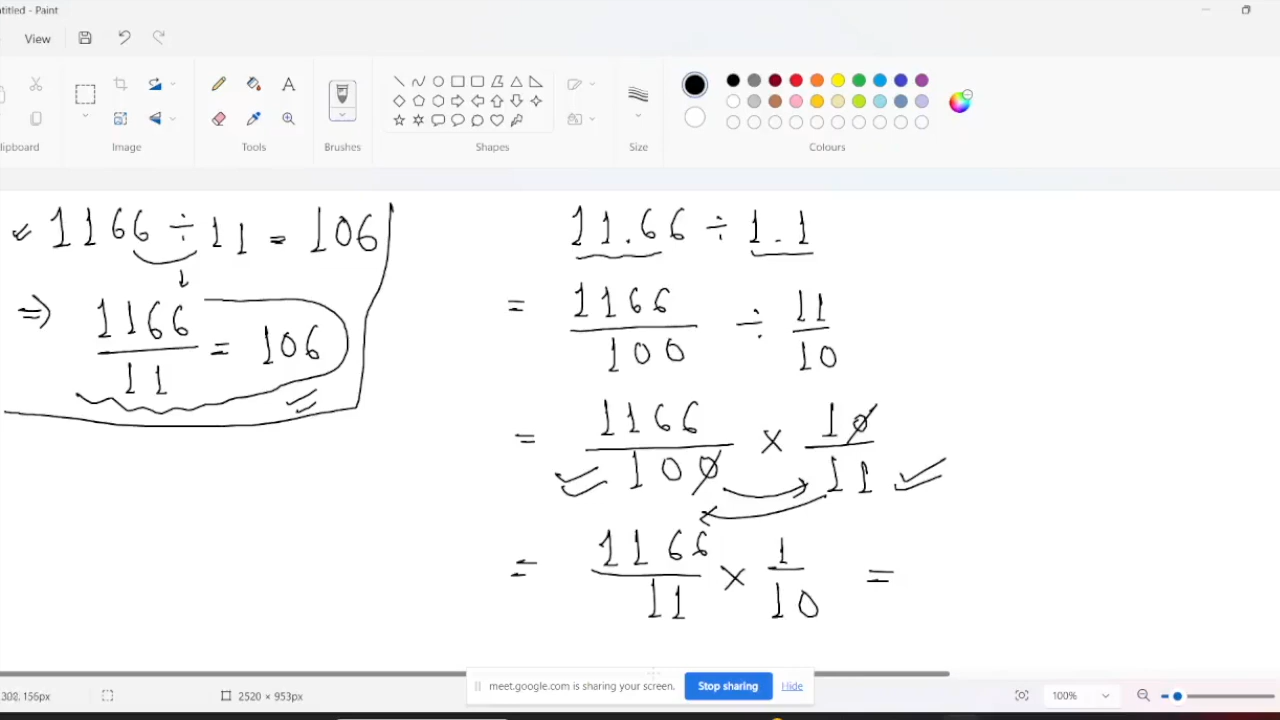 ntitled - Paint
View
lipboard
Image
Tools
Brushes
Shapes
Size
Colours
1166 ÷ 11 = 106
⇒ 1166/11 = 106
11.66 ÷ 1.1
= 1166/100 ÷ 11/10
= 1166/100 × 10/11
= 1166/11 × 1/10 =
2520 × 953px
meet.google.com is sharing your screen.
Stop sharing
Hide
100%